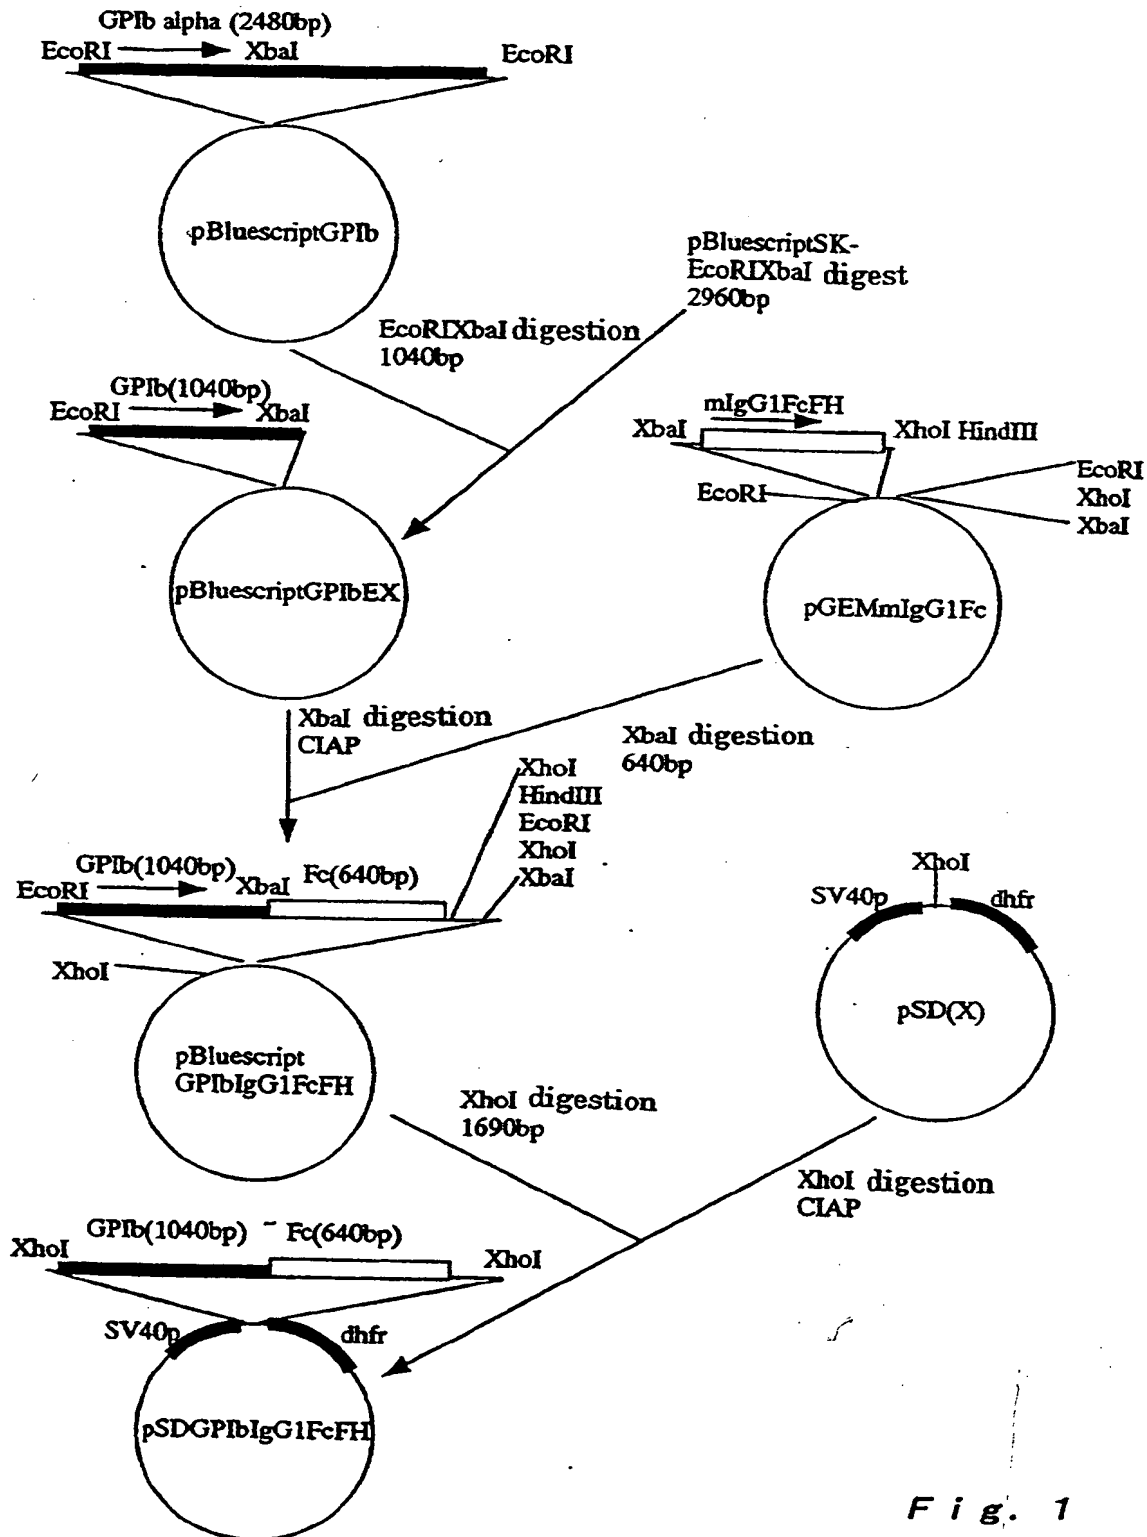 GPIb alpha (2480bp)
EcoRI XbaI EcoRI
pBluescriptGPIb
pBluescriptSK-
EcoRIXbaI digest
2960bp
EcoRIXbaI digestion
1040bp
GPIb(1040bp)
EcoRI XbaI
mIgG1FcFH
XbaI XhoI HindIII
EcoRI
EcoRI
XhoI
XbaI
pBluescriptGPIbEX
pGEMmIgG1Fc
XbaI digestion
CIAP
XbaI digestion
640bp
XhoI
HindIII
EcoRI
XhoI
XbaI
GPIb(1040bp) Fc(640bp)
EcoRI XbaI
XhoI
pBluescript
GPIbIgG1FcFH
XhoI
SV40p dhfr
pSD(X)
XhoI digestion
1690bp
XhoI digestion
CIAP
GPIb(1040bp) - Fc(640bp)
XhoI XhoI
SV40p dhfr
pSDGPIbIgG1FcFH
Fig. 1